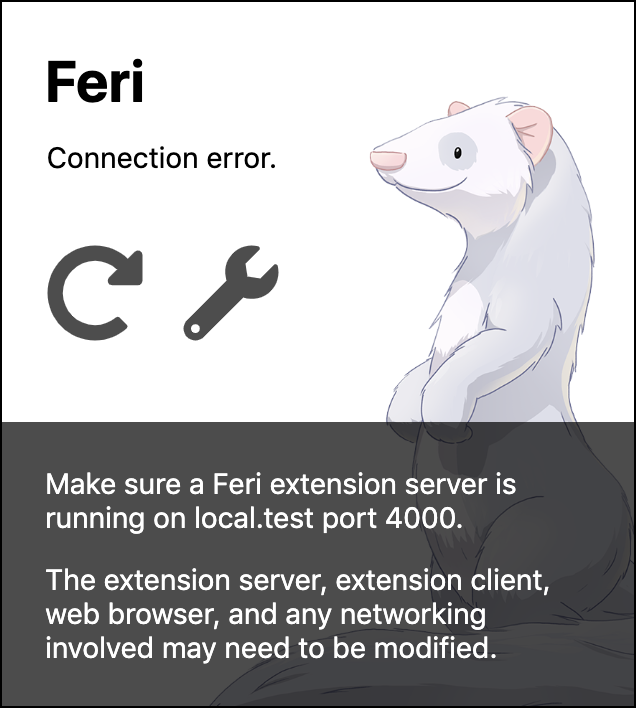 Feri
Connection error.
Make sure a Feri extension server is
running on local.test port 4000.
The extension server, extension client,
web browser, and any networking
involved may need to be modified.